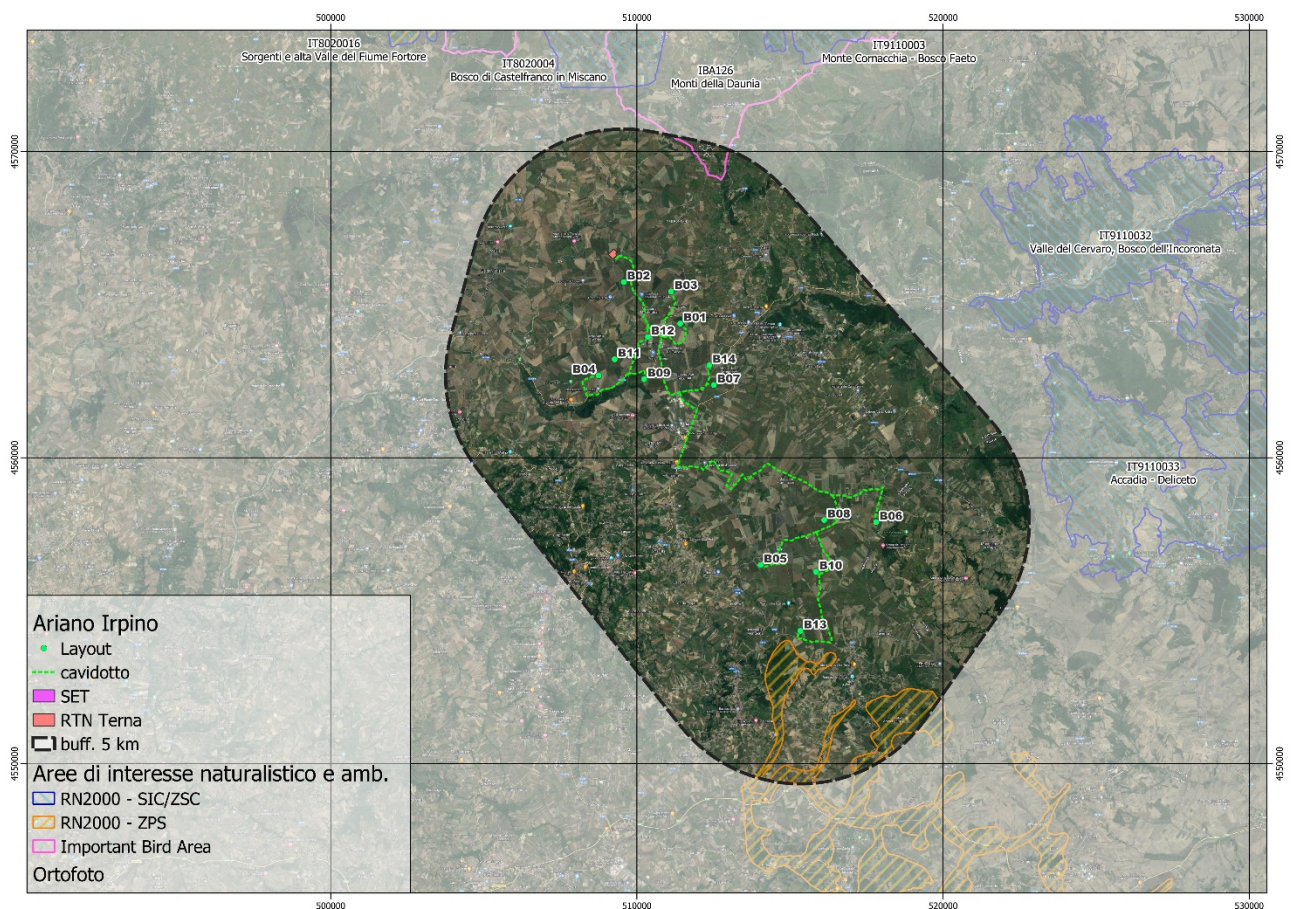 500000
510000
520000
530000
IT8020016
Sorgenti e alta Valle del Fiume Fortore
IT8020004
Bosco di Castelfranco in Miscano
IBA126
Monti della Daunia
IT9110003
Monte Cornacchia - Bosco Faeto
4570000
4570000
IT9110032
Valle del Cervaro, Bosco dell'Incoronata
B02
B03
B01
B12
B11
B14
B04
B09
B07
4560000
4560000
IT9110033
Accadia - Deliceto
B08
B06
B05
B10
B13
Ariano Irpino
Layout
cavidotto
SET
RTN Terna
buff. 5 km
Aree di interesse naturalistico e amb.
RN2000 - SIC/ZSC
RN2000 - ZPS
Important Bird Area
Ortofoto
4550000
4550000
500000
510000
520000
530000